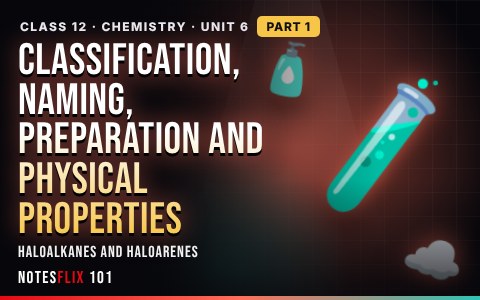 CLASS 12 · CHEMISTRY · UNIT 6 PART 1
CLASSIFICATION,
NAMING,
PREPARATION AND
PHYSICAL
PROPERTIES
HALOALKANES AND HALOARENES
NOTESFLIX 101